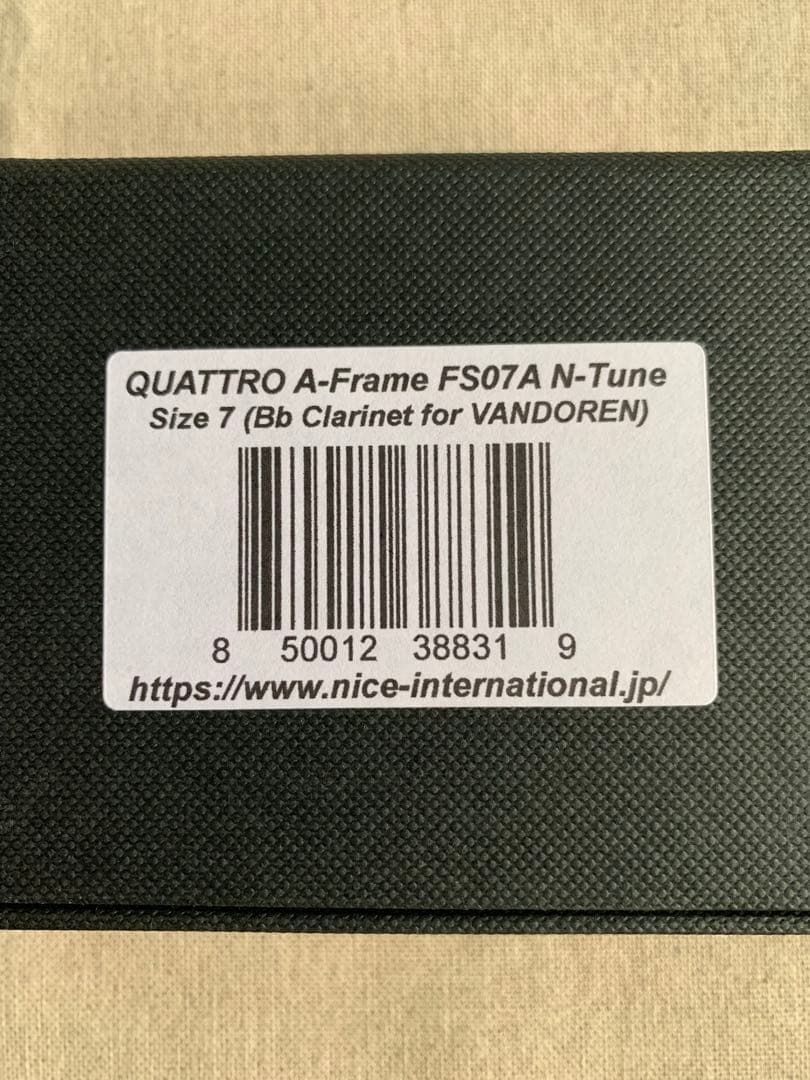 QUATTRO A-Frame FS07A N-Tune
Size 7 (Bb Clarinet for VANDOREN)
8 50012 38831 9
https://www.nice-international.jp/